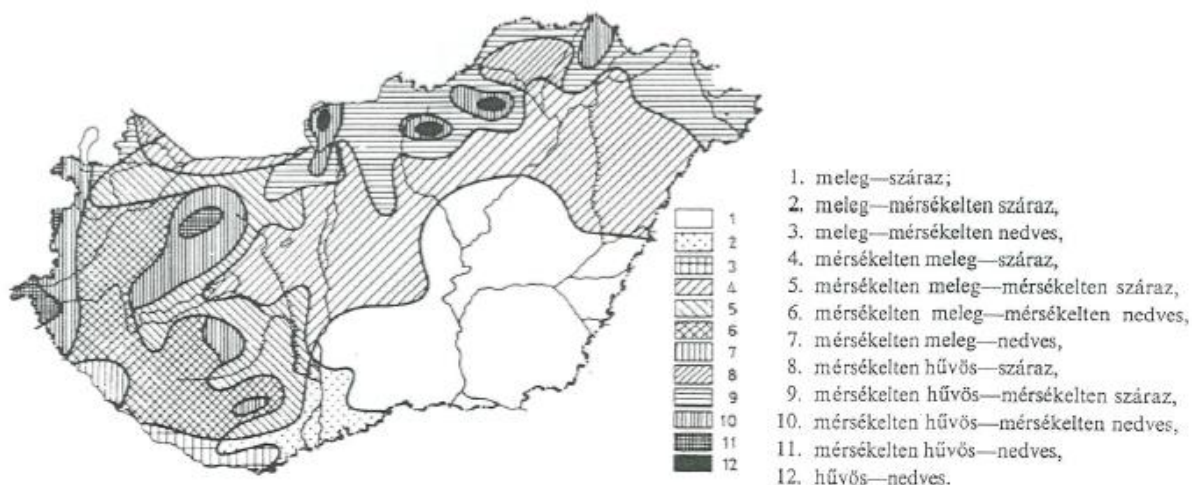 1
2
3
4
5
6
7
8
9
10
11
12
1. meleg—száraz;
2. meleg—mérsékelten száraz,
3. meleg—mérsékelten nedves,
4. mérsékelten meleg—száraz,
5. mérsékelten meleg—mérsékelten száraz,
6. mérsékelten meleg—mérsékelten nedves,
7. mérsékelten meleg—nedves,
8. mérsékelten hűvös—száraz,
9. mérsékelten hűvös—mérsékelten száraz,
10. mérsékelten hűvös—mérsékelten nedves,
11. mérsékelten hűvös—nedves,
12. hűvös—nedves.